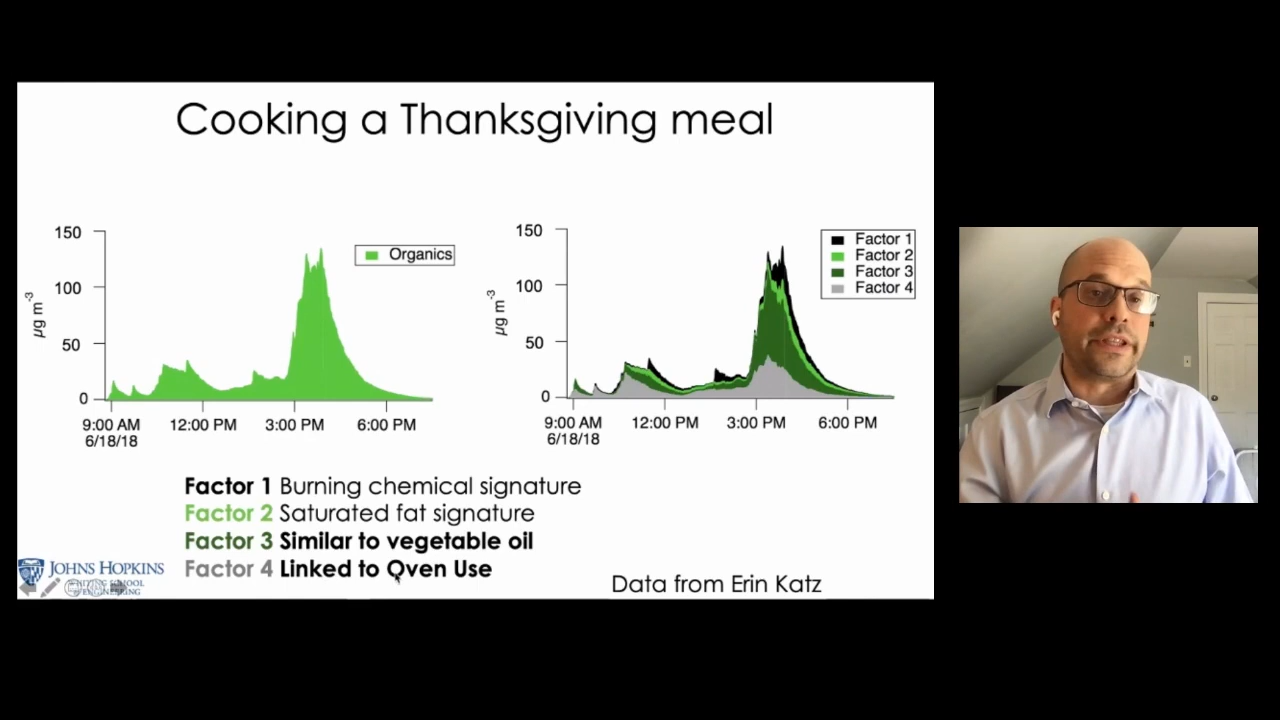 Cooking a Thanksgiving meal
150
100
50
0
µg m-3
Organics
9:00 AM 12:00 PM 3:00 PM 6:00 PM
6/18/18
150
100
50
0
µg m-3
Factor 1
Factor 2
Factor 3
Factor 4
9:00 AM 12:00 PM 3:00 PM 6:00 PM
6/18/18
Factor 1 Burning chemical signature
Factor 2 Saturated fat signature
Factor 3 Similar to vegetable oil
Factor 4 Linked to Oven Use
JOHNS HOPKINS
WHITING SCHOOL
of ENGINEERING
Data from Erin Katz